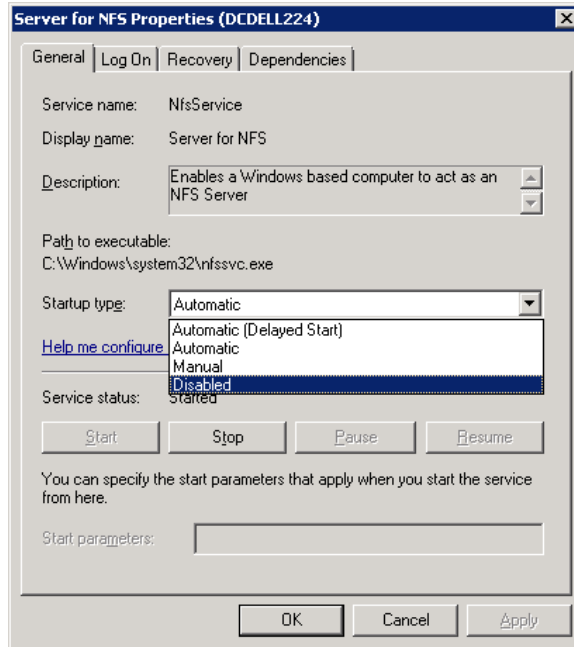 Server for NFS Properties (DCDELL224)
General Log On Recovery Dependencies
Service name: NfsService
Display name: Server for NFS
Description: Enables a Windows based computer to act as an
NFS Server
Path to executable:
C:\Windows\system32\nfssvc.exe
Startup type: Automatic
Automatic (Delayed Start)
Help me configure Automatic
Manual
Disabled
Service status: Started
Start Stop Pause Resume
You can specify the start parameters that apply when you start the service
from here.
Start parameters:
OK Cancel Apply